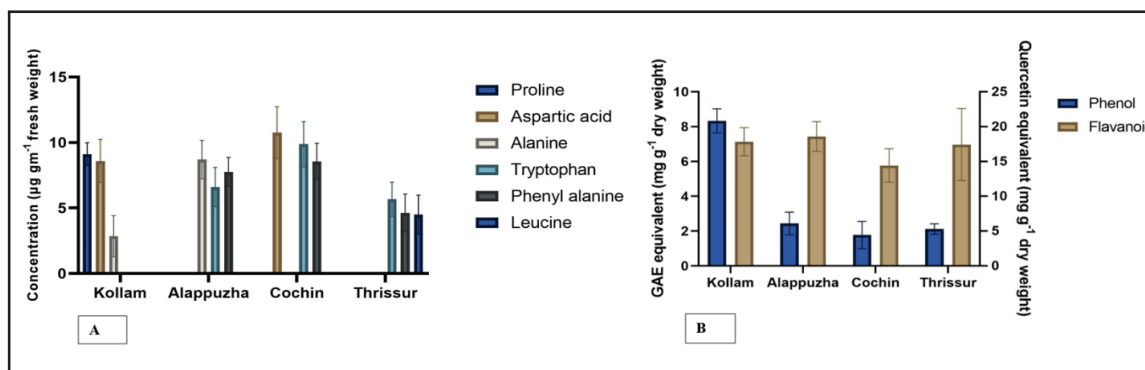 Concentration (µg gm⁻¹ fresh weight)
15
10
5
0
Kollam Alappuzha Cochin Thrissur
Proline
Aspartic acid
Alanine
Tryptophan
Phenyl alanine
Leucine
A
GAE equivalent (mg g⁻¹ dry weight)
10
8
6
4
2
0
Kollam Alappuzha Cochin Thrissur
25
20
15
10
5
0
Quercetin equivalent (mg g⁻¹ dry weight)
Phenol
Flavanoi
B